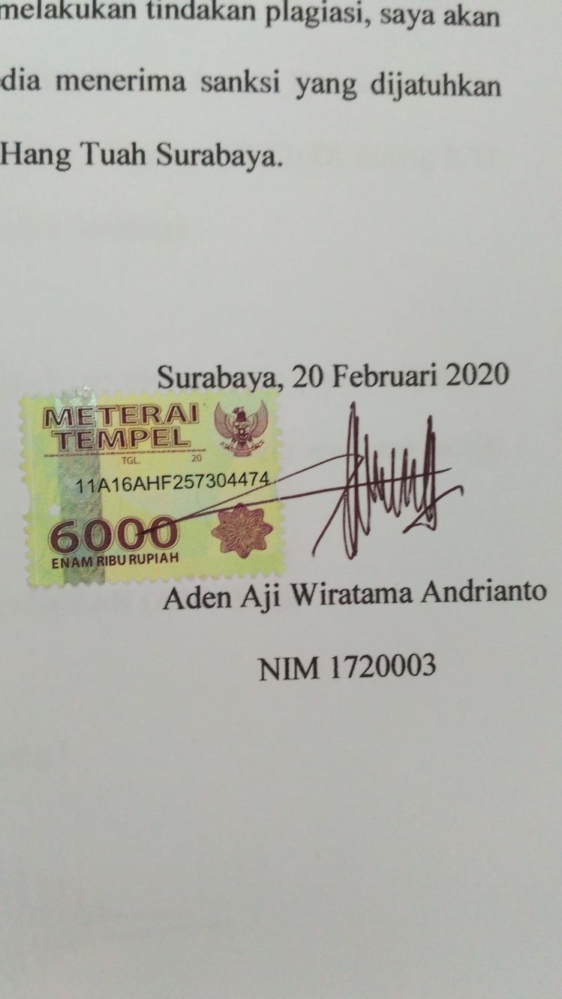 melakukan tindakan plagiasi, saya akan
dia menerima sanksi yang dijatuhkan
Hang Tuah Surabaya.
Surabaya, 20 Februari 2020
METERAI
TEMPEL
TGL. 20
11A16AHF257304474
6000
ENAM RIBU RUPIAH
Aden Aji Wiratama Andrianto
NIM 1720003